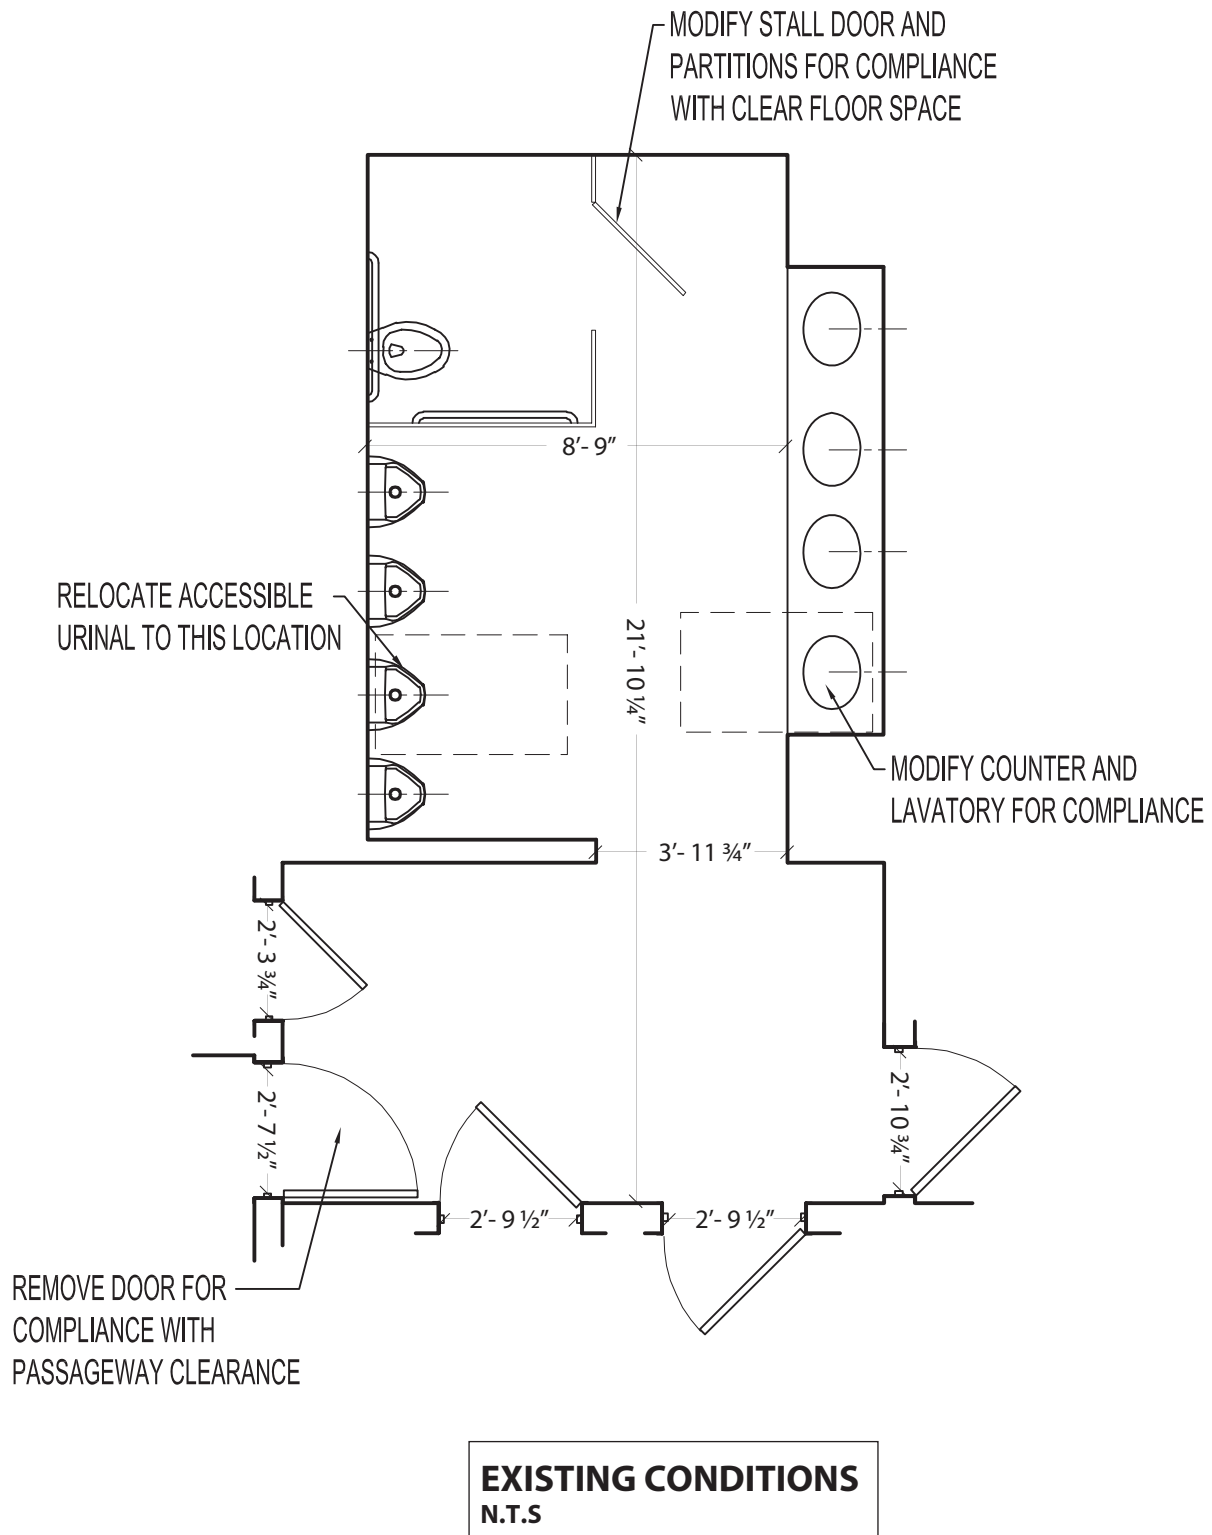 MODIFY STALL DOOR AND
PARTITIONS FOR COMPLIANCE
WITH CLEAR FLOOR SPACE
8’- 9”
RELOCATE ACCESSIBLE
URINAL TO THIS LOCATION
21’- 10 ¼”
MODIFY COUNTER AND
LAVATORY FOR COMPLIANCE
3’- 11 ¾”
2’- 3 ¾”
2’- 7 ½”
2’- 10 ¾”
2’- 9 ½”
2’- 9 ½”
REMOVE DOOR FOR
COMPLIANCE WITH
PASSAGEWAY CLEARANCE
EXISTING CONDITIONS
N.T.S